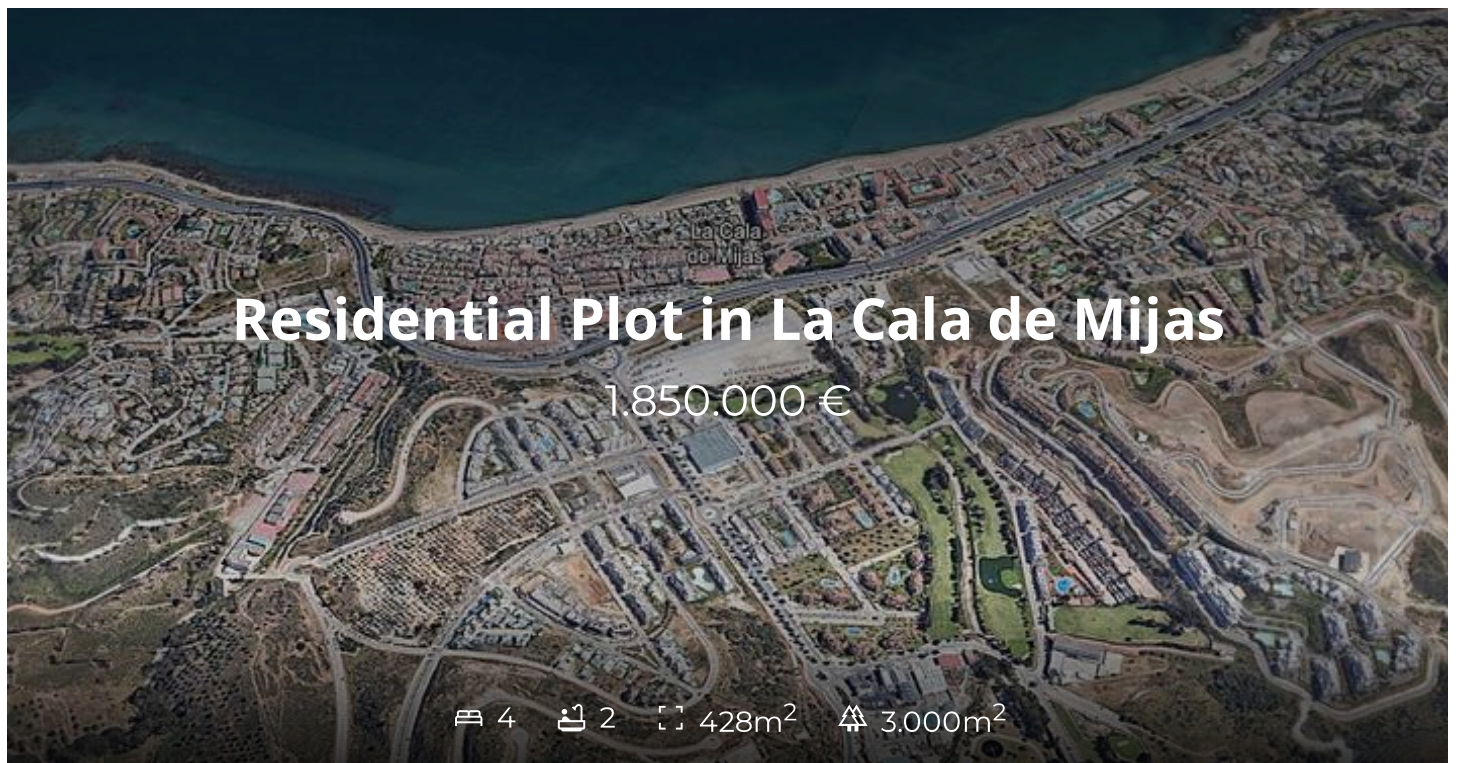 La Cala
de Mijas
Residential Plot in La Cala de Mijas
1.850.000 €
4 2 428m² 3.000m²